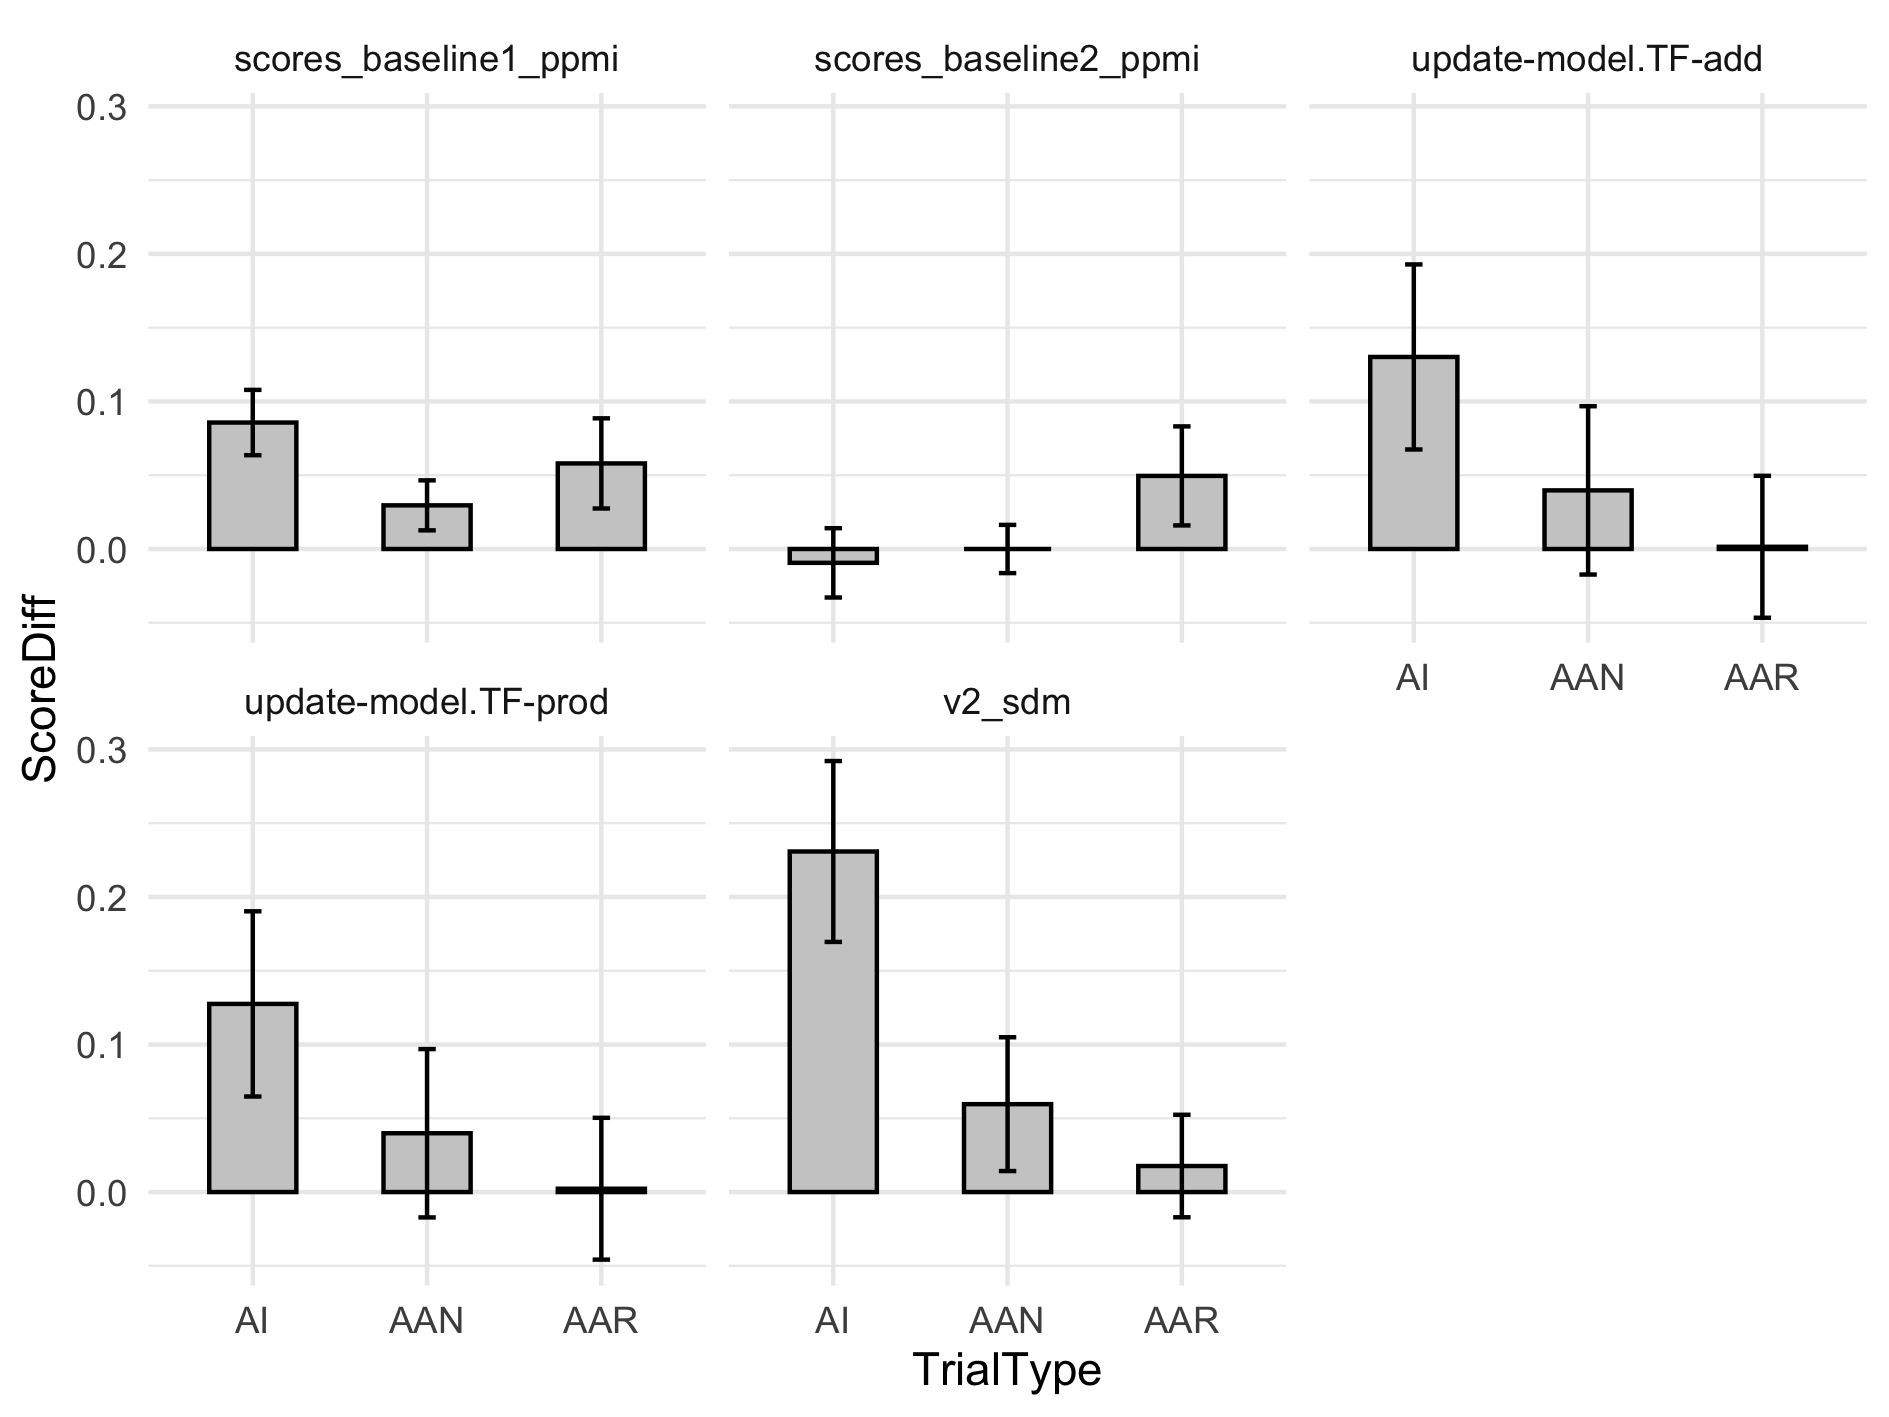 scores_baseline1_ppmi scores_baseline2_ppmi update-model.TF-add
0.3
0.2
0.1
0.0
AI AAN AAR
ScoreDiff
update-model.TF-prod v2_sdm
0.3
0.2
0.1
0.0
AI AAN AAR AI AAN AAR
TrialType